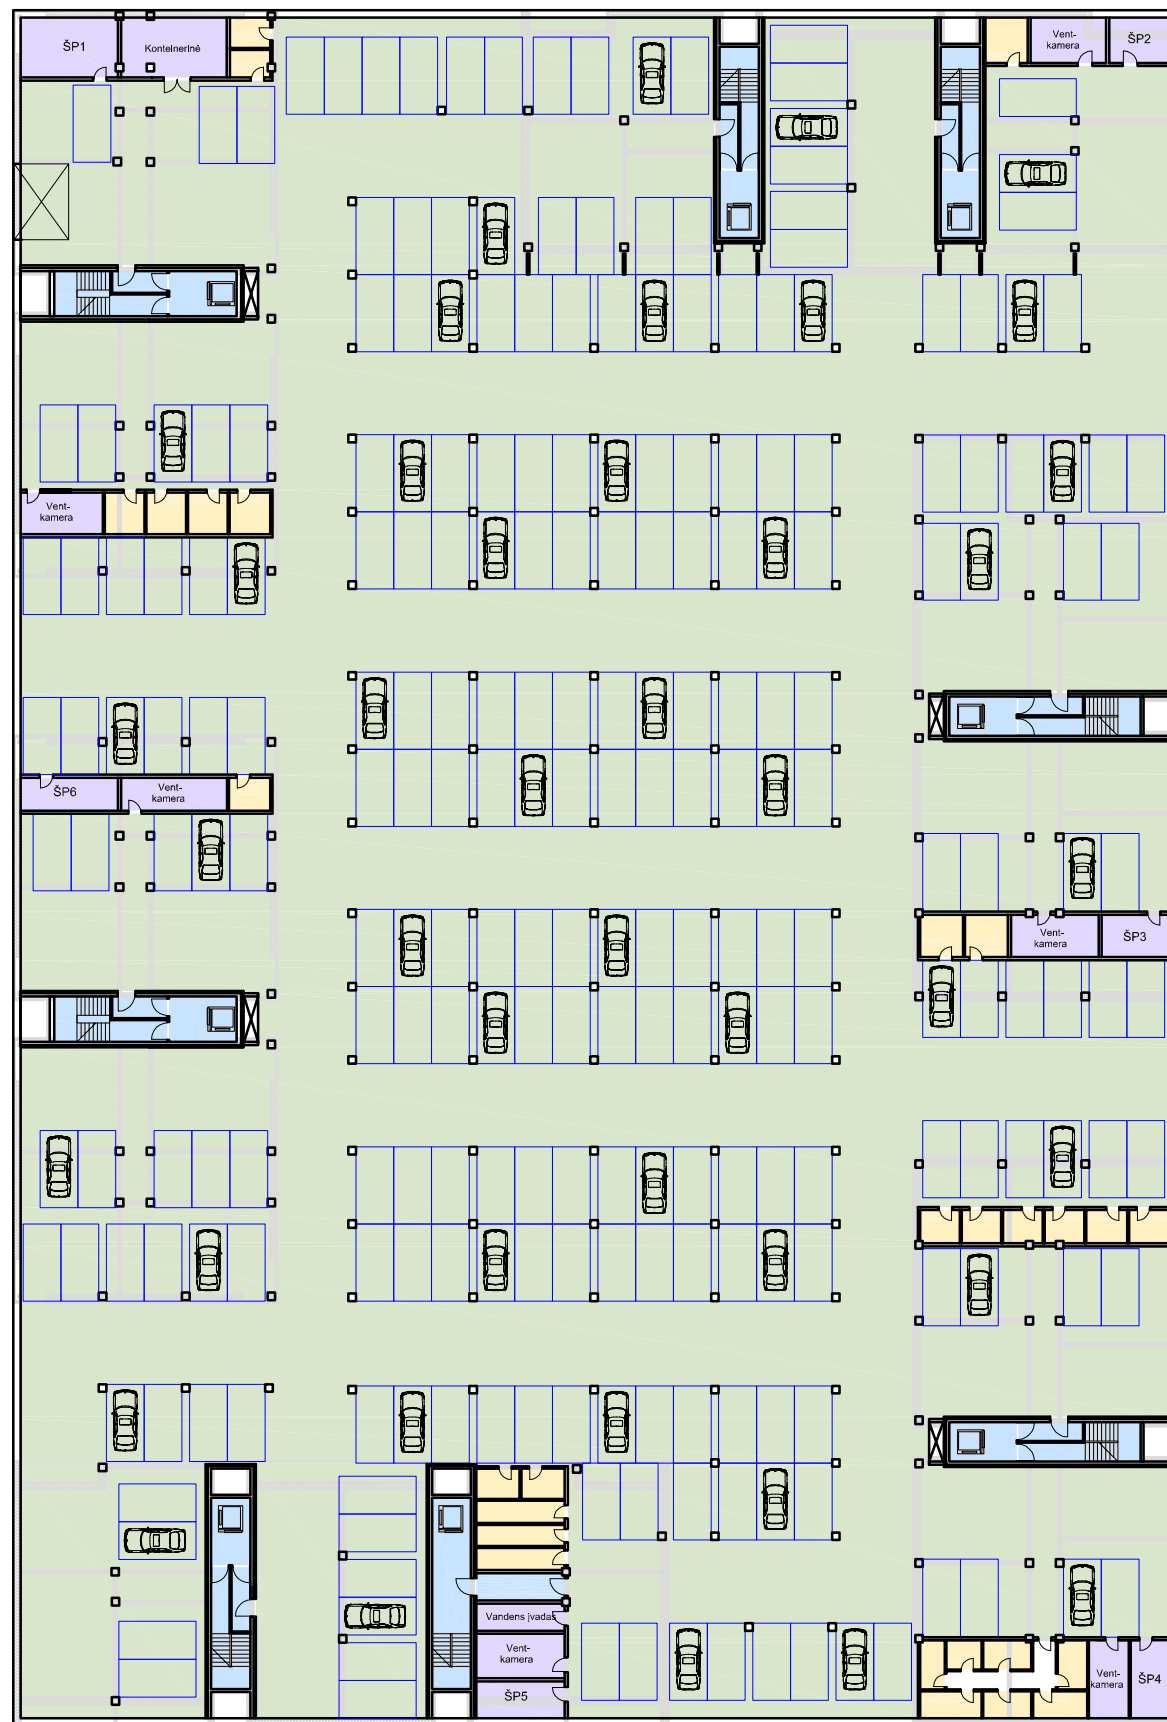 ŠP1
Konteinerinė
Vent-
kamera
ŠP2
Vent-
kamera
ŠP6
Vent-
kamera
Vent-
kamera
ŠP3
Vandens įvadas
Vent-
kamera
ŠP5
Vent-
kamera
ŠP4